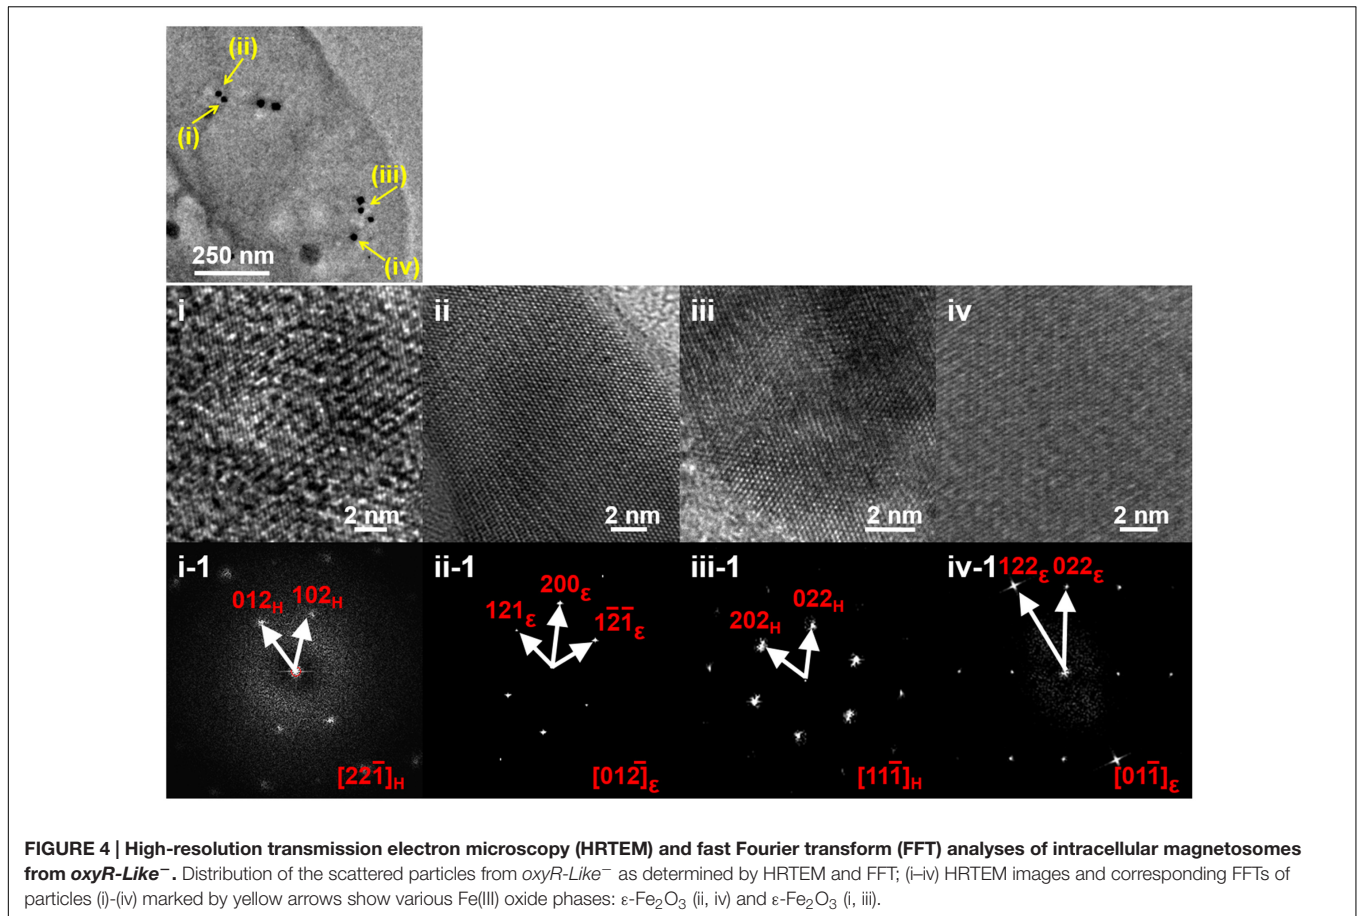 (ii)
(i)
(iii)
250 nm
(iv)
i ii iii iv
2 nm 2 nm 2 nm 2 nm
i-1 ii-1 iii-1 iv-1 122ε 022ε
012H 102H 200ε 022H
121ε 12̄1̄ε 202H
[221̄]H [012̄]ε [111̄]H [011̄]ε
FIGURE 4 | High-resolution transmission electron microscopy (HRTEM) and fast Fourier transform (FFT) analyses of intracellular magnetosomes
from oxyR-Like⁻. Distribution of the scattered particles from oxyR-Like⁻ as determined by HRTEM and FFT; (i–iv) HRTEM images and corresponding FFTs of
particles (i)-(iv) marked by yellow arrows show various Fe(III) oxide phases: ε-Fe₂O₃ (ii, iv) and ε-Fe₂O₃ (i, iii).